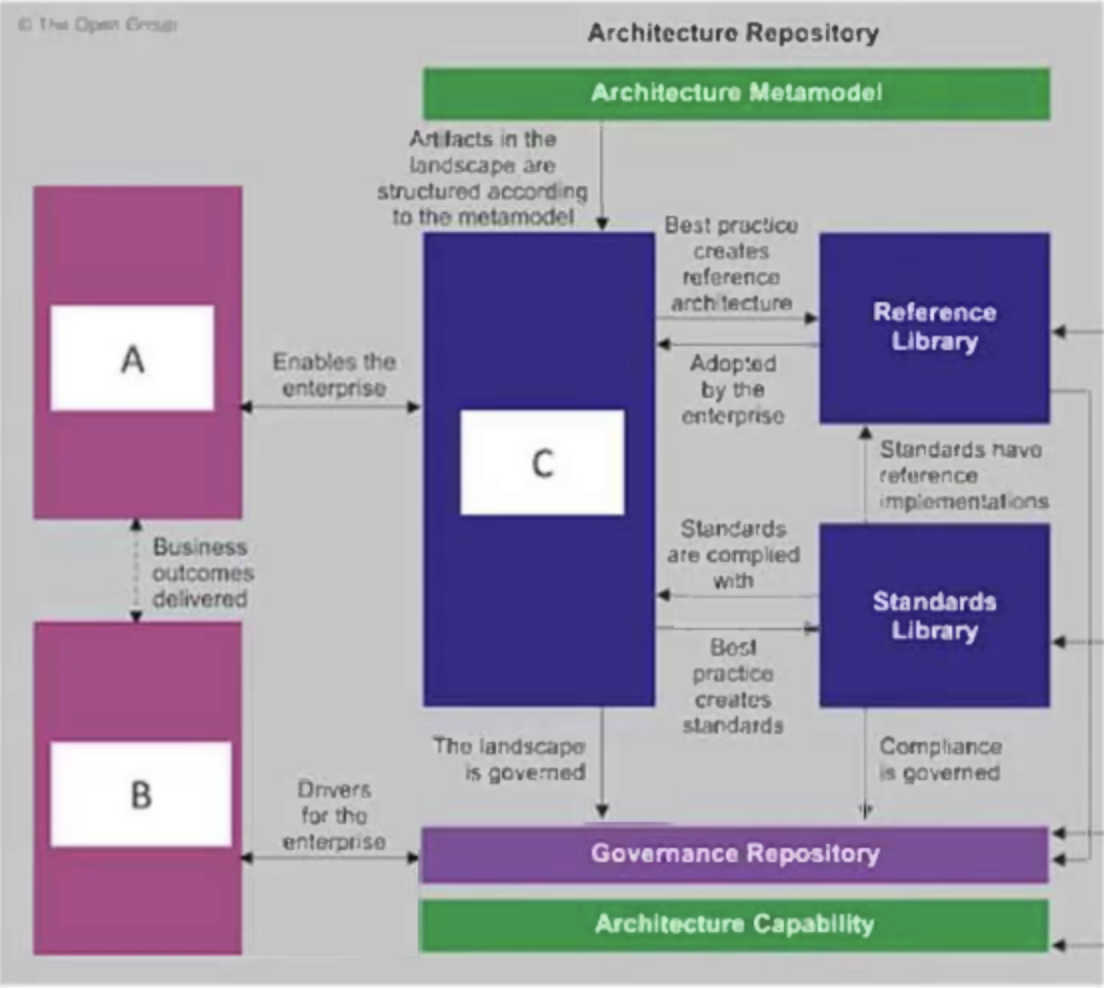 © The Open Group
Architecture Repository
Architecture Metamodel
Artifacts in the
landscape are
structured according
to the metamodel
Best practice
creates
reference
architecture
Reference
Library
A
Enables the
enterprise
Adopted
by the
enterprise
C
Standards have
reference
implementations
Standards
are complied
with
Business
outcomes
delivered
Standards
Library
Best
practice
creates
standards
The landscape
is governed
Compliance
is governed
B
Drivers
for the
enterprise
Governance Repository
Architecture Capability